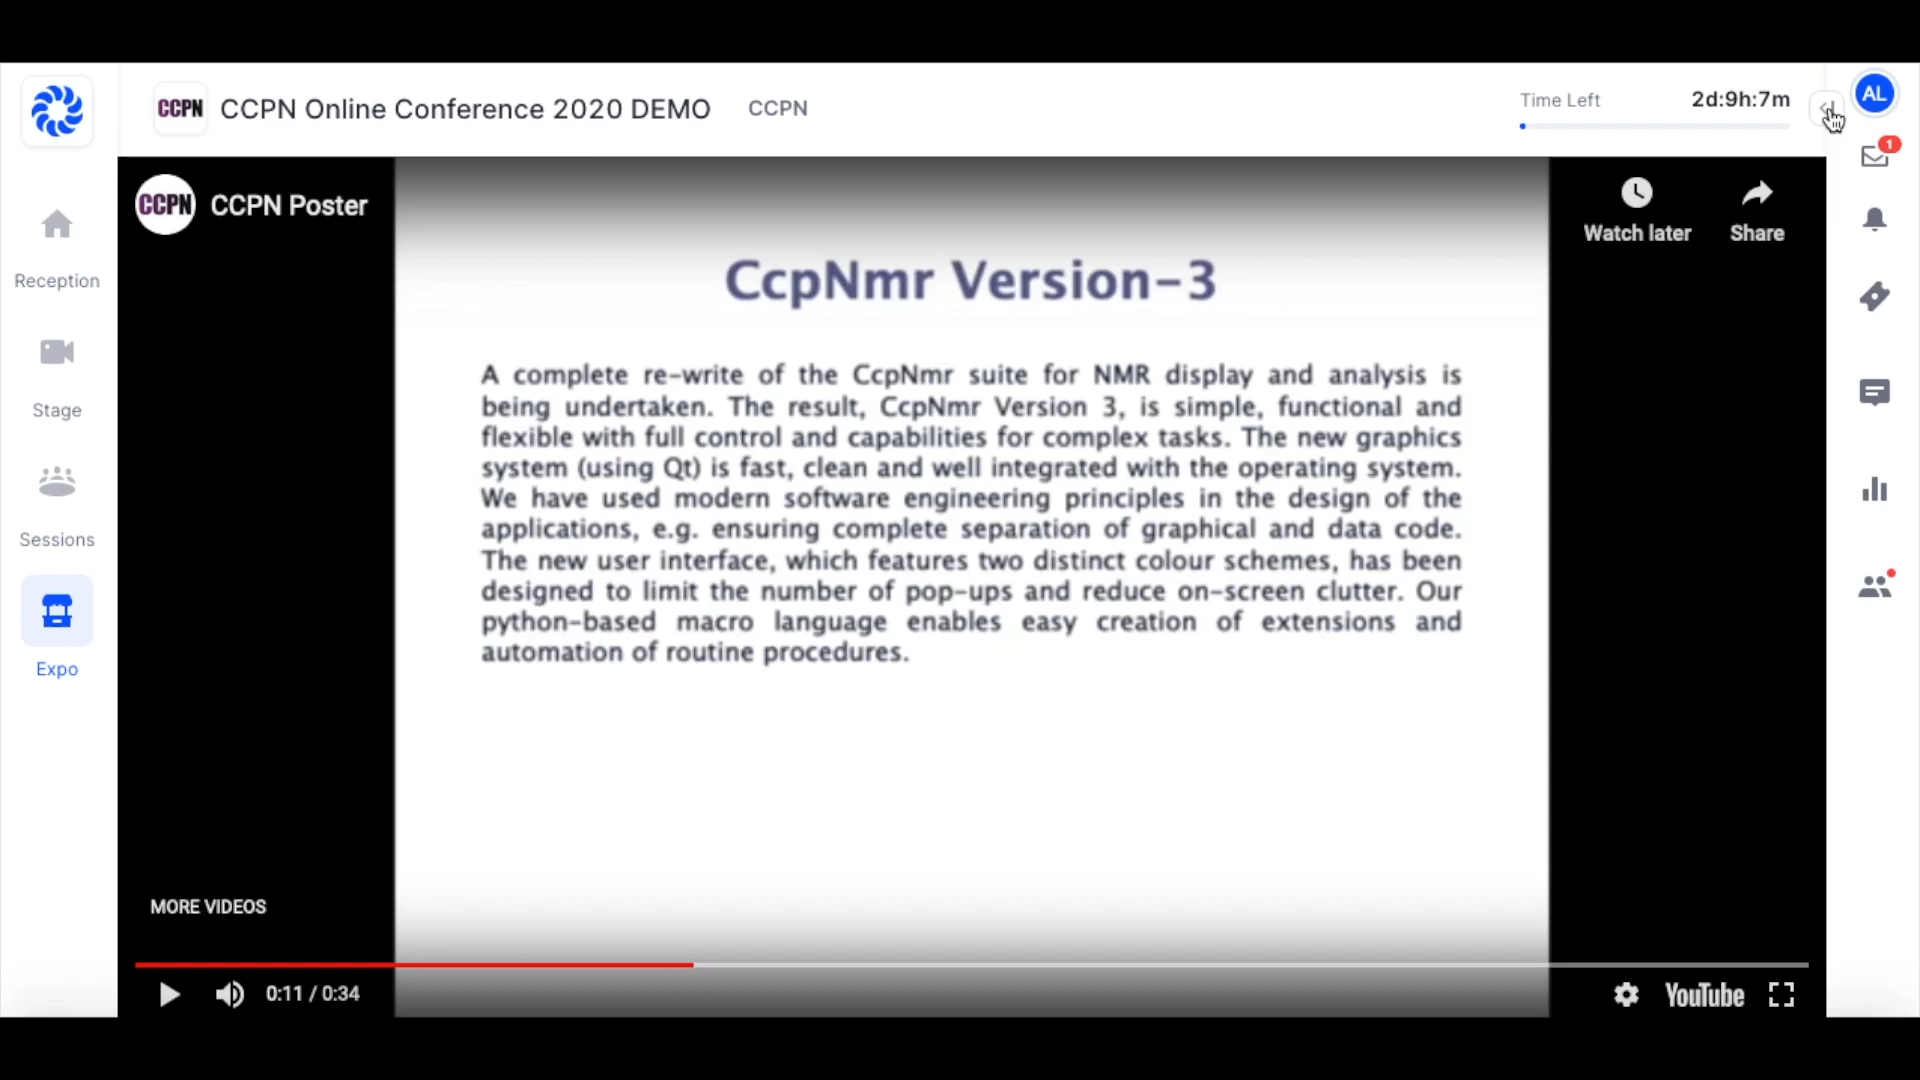 CCPN
CCPN Online Conference 2020 DEMO
CCPN
Time Left
2d:9h:7m
AL
1
CCPN
CCPN Poster
Watch later
Share
Reception
Stage
Sessions
Expo
CcpNmr Version-3
A complete re-write of the CcpNmr suite for NMR display and analysis is
being undertaken. The result, CcpNmr Version 3, is simple, functional and
flexible with full control and capabilities for complex tasks. The new graphics
system (using Qt) is fast, clean and well integrated with the operating system.
We have used modern software engineering principles in the design of the
applications, e.g. ensuring complete separation of graphical and data code.
The new user interface, which features two distinct colour schemes, has been
designed to limit the number of pop-ups and reduce on-screen clutter. Our
python-based macro language enables easy creation of extensions and
automation of routine procedures.
MORE VIDEOS
0:11 / 0:34
YouTube